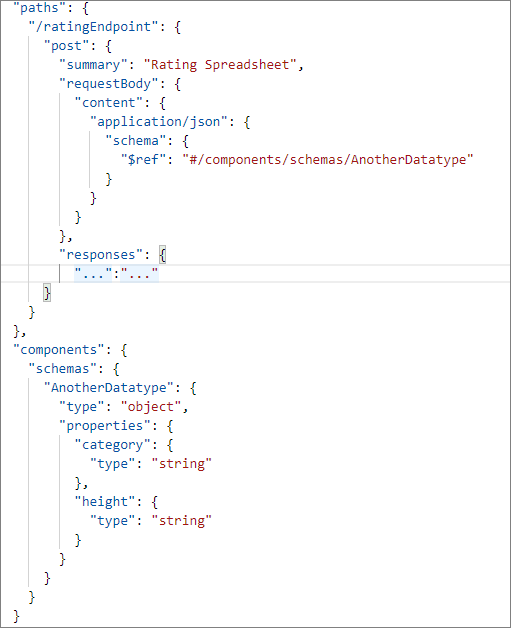 "paths": {
"/ratingEndpoint": {
"post": {
"summary": "Rating Spreadsheet",
"requestBody": {
"content": {
"application/json": {
"schema": {
"$ref": "#/components/schemas/AnotherDatatype"
}
}
}
},
"responses": {
"...":"..."
}
}
},
"components": {
"schemas": {
"AnotherDatatype": {
"type": "object",
"properties": {
"category": {
"type": "string"
},
"height": {
"type": "string"
}
}
}
}
}